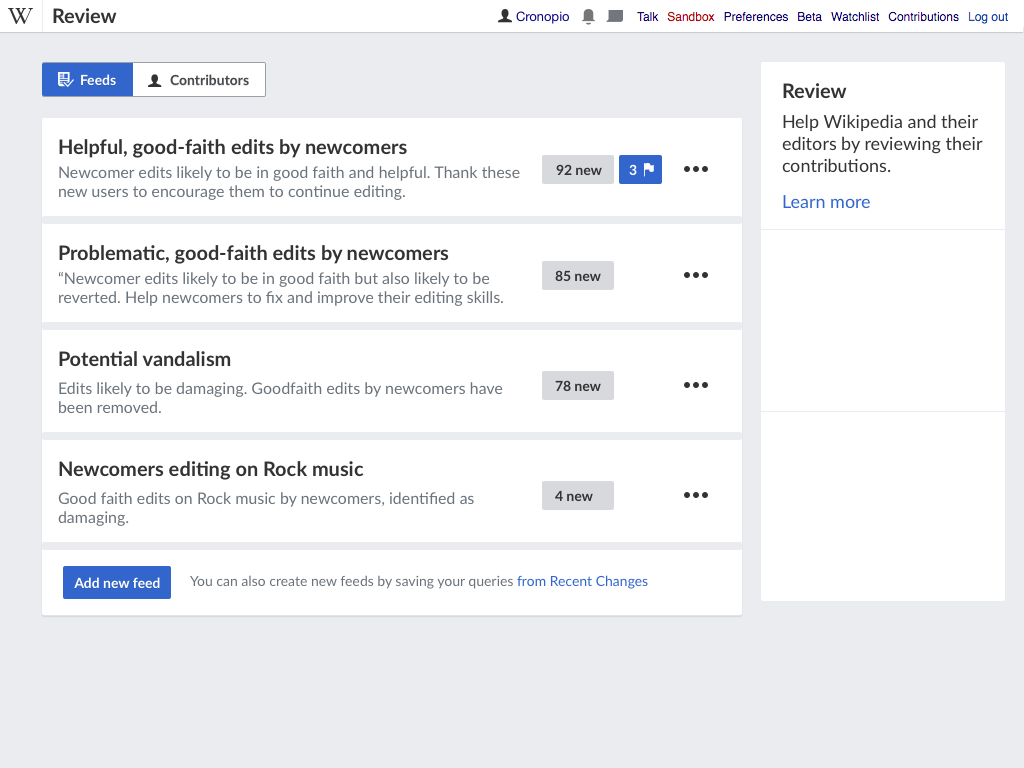 W Review Cronopio Talk Sandbox Preferences Beta Watchlist Contributions Log out
Feeds Contributors
Helpful, good-faith edits by newcomers
Newcomer edits likely to be in good faith and helpful. Thank these
new users to encourage them to continue editing.
92 new 3
Problematic, good-faith edits by newcomers
“Newcomer edits likely to be in good faith but also likely to be
reverted. Help newcomers to fix and improve their editing skills.
85 new
Potential vandalism
Edits likely to be damaging. Goodfaith edits by newcomers have
been removed.
78 new
Newcomers editing on Rock music
Good faith edits on Rock music by newcomers, identified as
damaging.
4 new
Add new feed You can also create new feeds by saving your queries from Recent Changes
Review
Help Wikipedia and their
editors by reviewing their
contributions.
Learn more